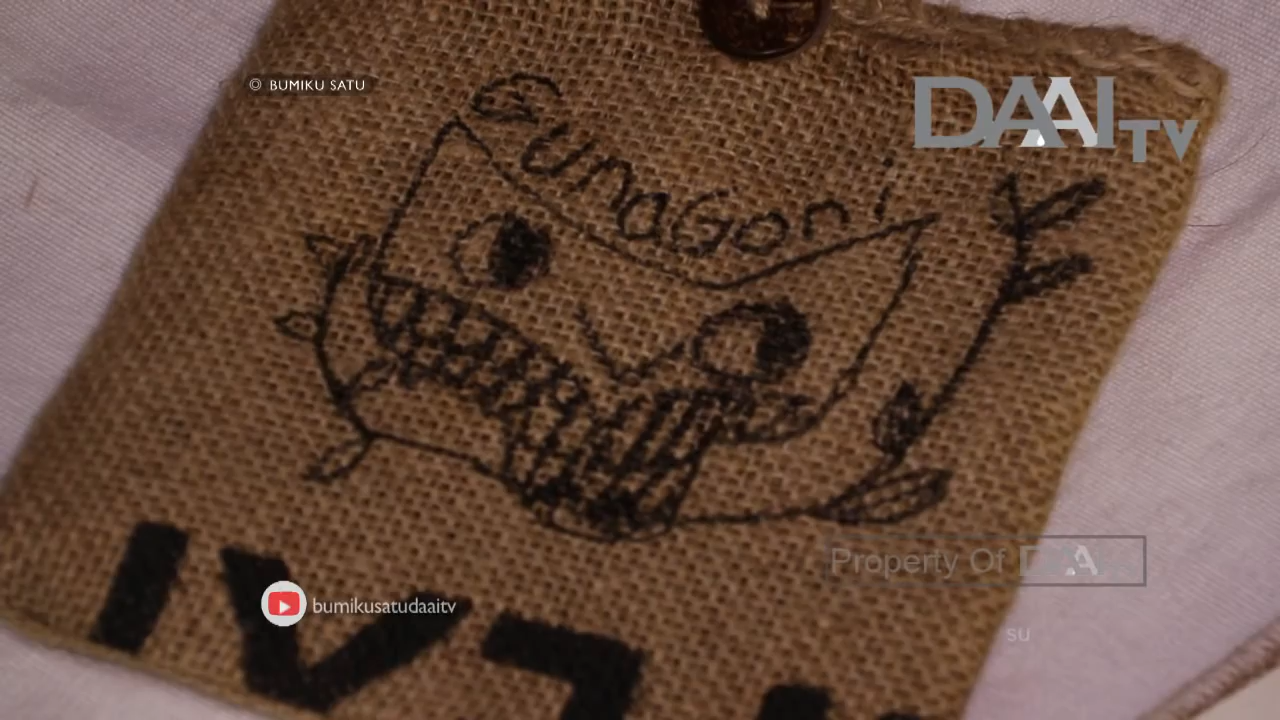 © BUMIKU SATU
DAAI TV
GunaGoni
Property Of DAAI
bumikusatudaaitv
su